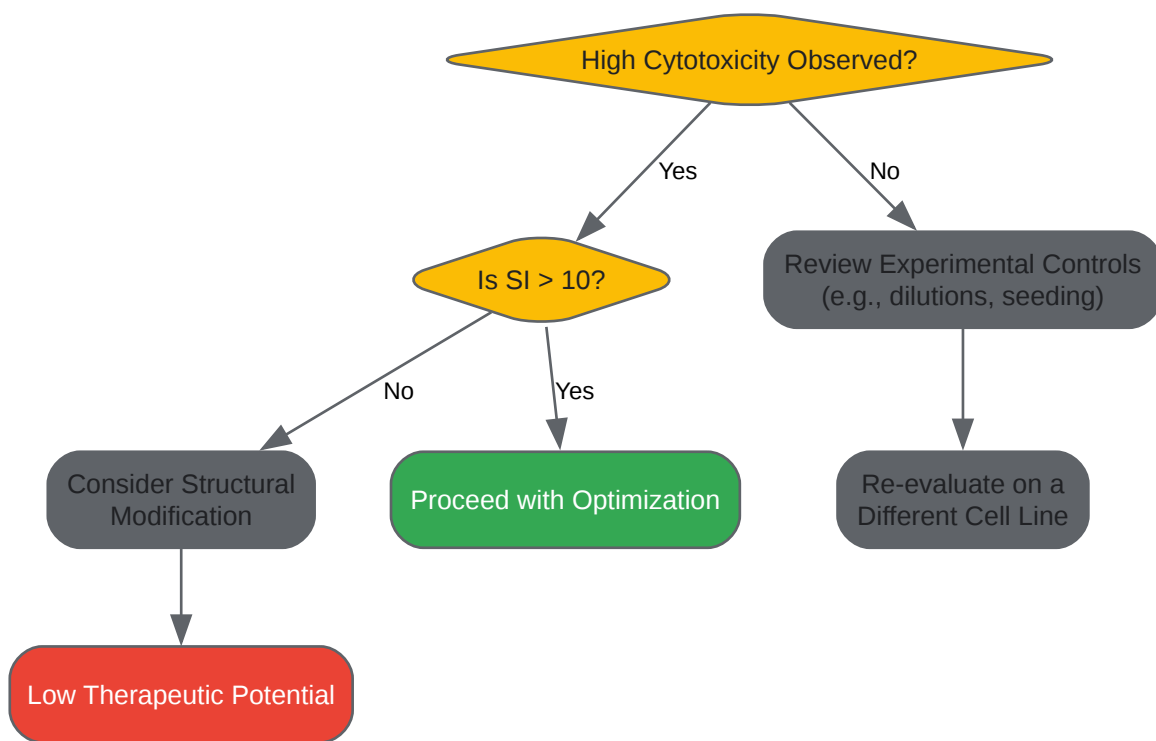 High Cytotoxicity Observed?
Yes
No
Is SI > 10?
Review Experimental Controls
(e.g., dilutions, seeding)
No
Yes
Consider Structural
Modification
Proceed with Optimization
Re-evaluate on a
Different Cell Line
Low Therapeutic Potential